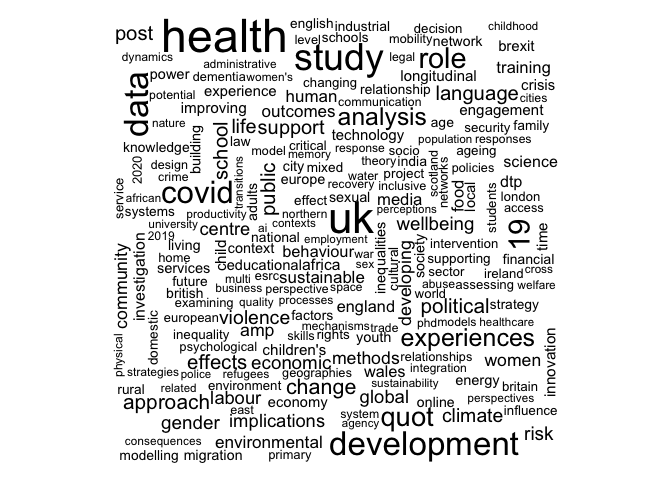 english industrial decision childhood
post health level schools mobility network brexit
dynamics study legal role
administrative training
data power dementia women's longitudinal crisis
potential experience changing relationship language cities
human communication
improving outcomes analysis engagement
nature school life support technology age security family
knowledge building law model critical response socio population responses
memory ageing science
2020 design transitions public city mixed theory india scotland policies
crime europe water project networks
service african covid adults recovery inclusive food local students dtp
effect sexual media london
systems productivity northern uk perceptions access
university centre ai contexts wellbeing 19 time
2019 national employment
community investigation living child context behaviour war inequalities cultural society intervention
home educational africa sex developing supporting financial
services sustainable sector ireland cross
future multi esrc abuse assessing welfare
british business perspective space world
examining quality processes england political strategy
european violence factors
inequality amp mechanisms trade phd models healthcare
physical domestic skills rights youth experiences innovation
psychological children's
effects economic methods relationships women
strategies police refugees geographies wales integration
rural related environment change sustainability energy britain
approach labour economy global online perspectives
east system quot climate influence
gender implications agency
consequences environmental development risk
modelling migration primary